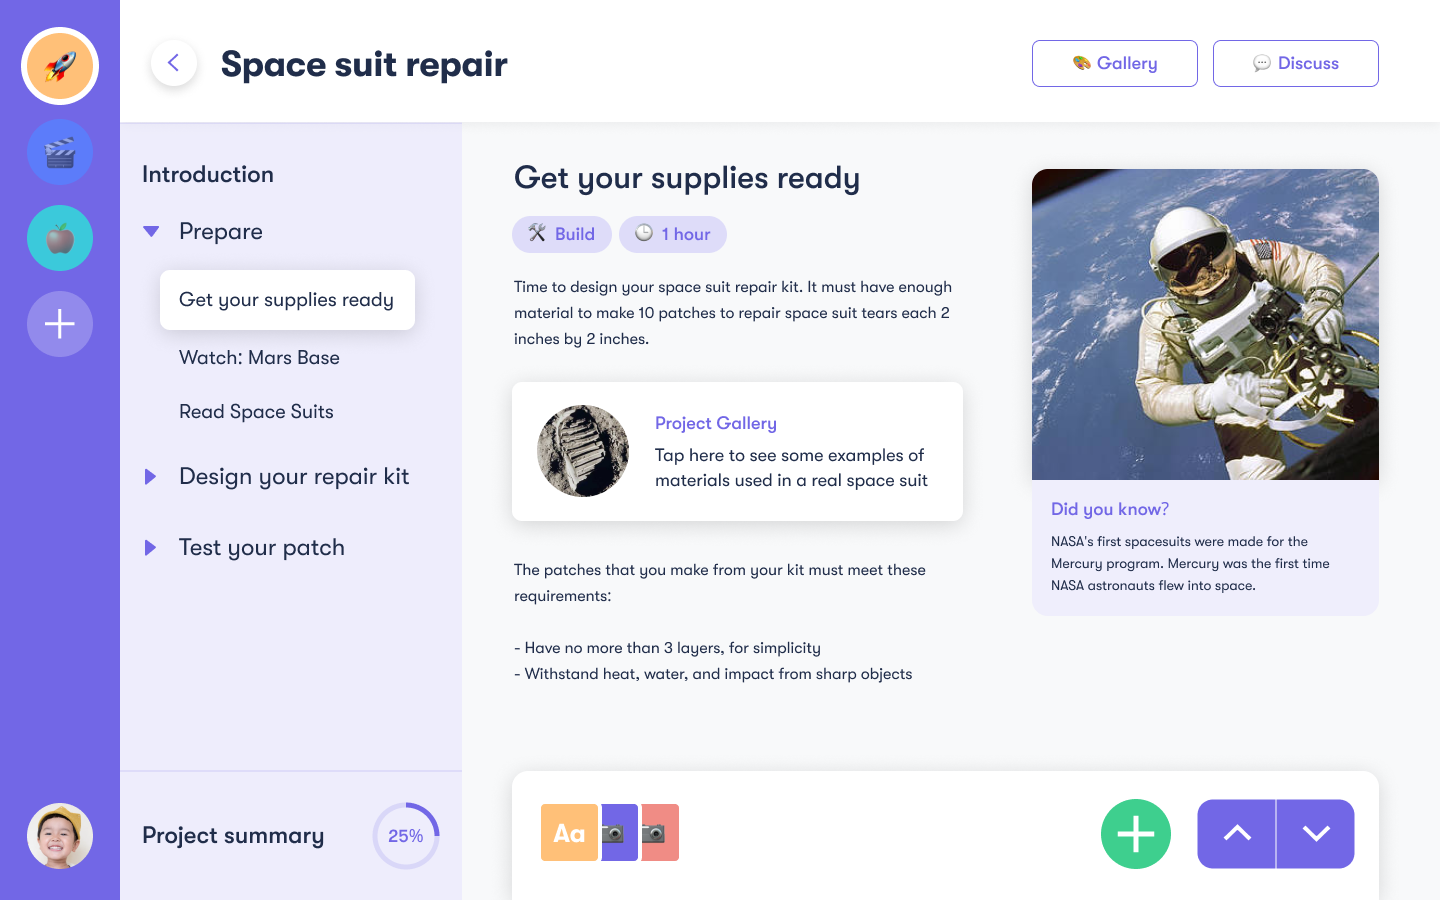 Space suit repair
Gallery
Discuss
Introduction
Prepare
Get your supplies ready
Watch: Mars Base
Read Space Suits
Design your repair kit
Test your patch
Project summary
25%
Get your supplies ready
Build
1 hour
Time to design your space suit repair kit. It must have enough
material to make 10 patches to repair space suit tears each 2
inches by 2 inches.
Project Gallery
Tap here to see some examples of
materials used in a real space suit
The patches that you make from your kit must meet these
requirements:
- Have no more than 3 layers, for simplicity
- Withstand heat, water, and impact from sharp objects
Did you know?
NASA's first spacesuits were made for the
Mercury program. Mercury was the first time
NASA astronauts flew into space.
Aa